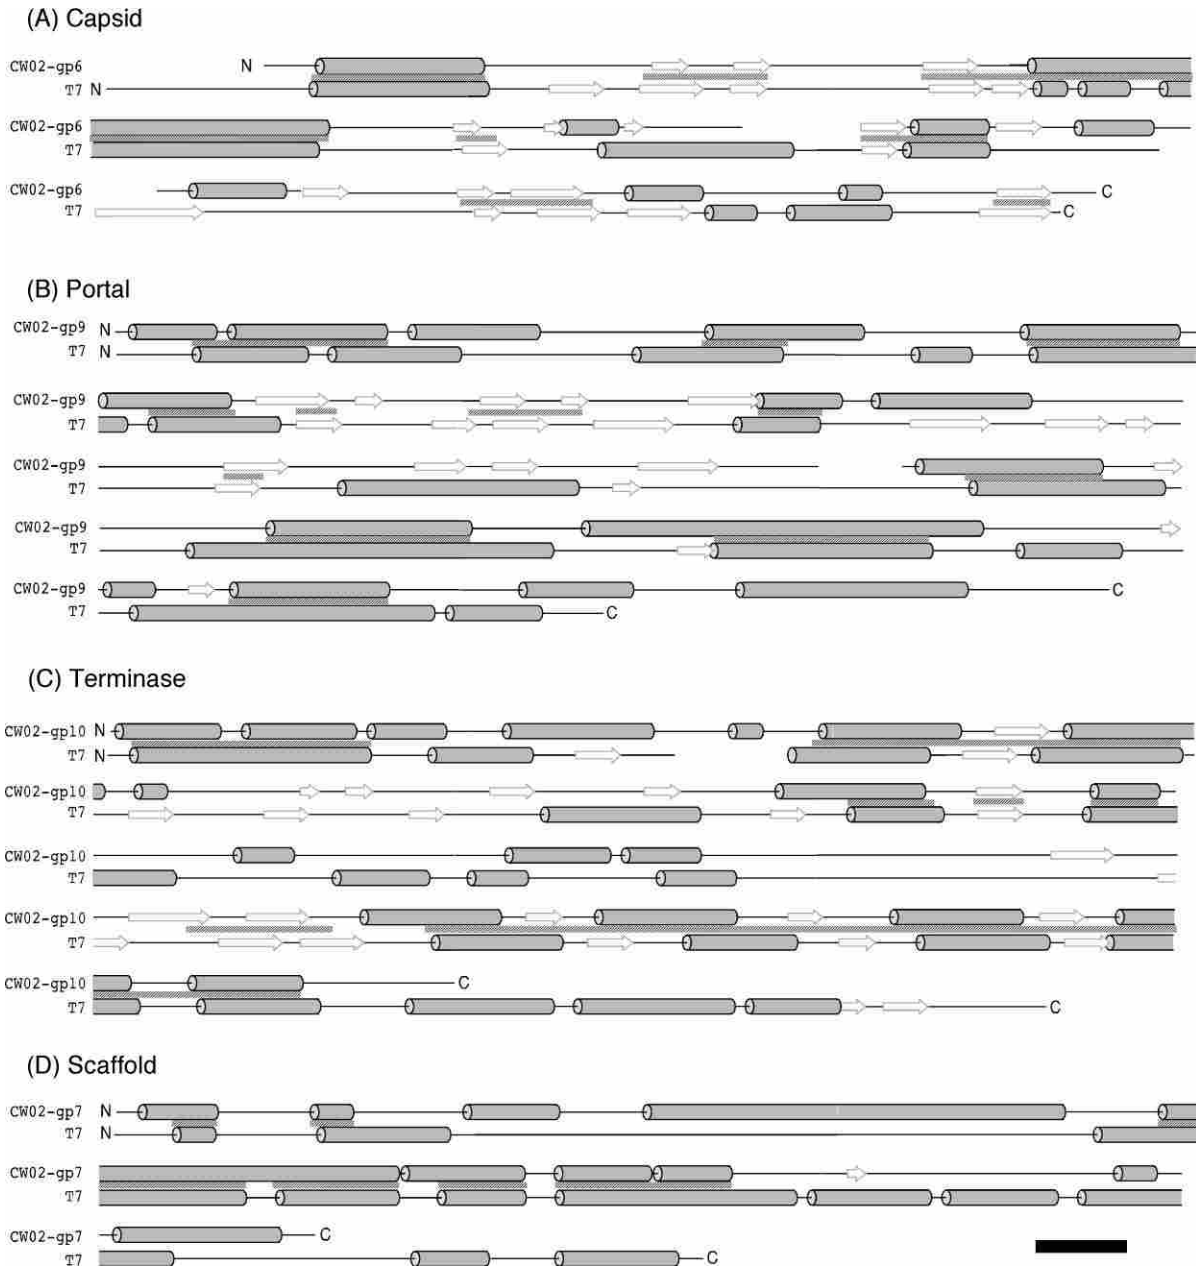 (A) Capsid
CW02-gp6 N
T7 N
CW02-gp6
T7
CW02-gp6 C
T7 C
(B) Portal
CW02-gp9 N
T7 N
CW02-gp9
T7
CW02-gp9
T7
CW02-gp9
T7
CW02-gp9 C
T7 C
(C) Terminase
CW02-gp10 N
T7 N
CW02-gp10
T7
CW02-gp10
T7
CW02-gp10
T7
CW02-gp10 C
T7 C
(D) Scaffold
CW02-gp7 N
T7 N
CW02-gp7
T7
CW02-gp7 C
T7 C